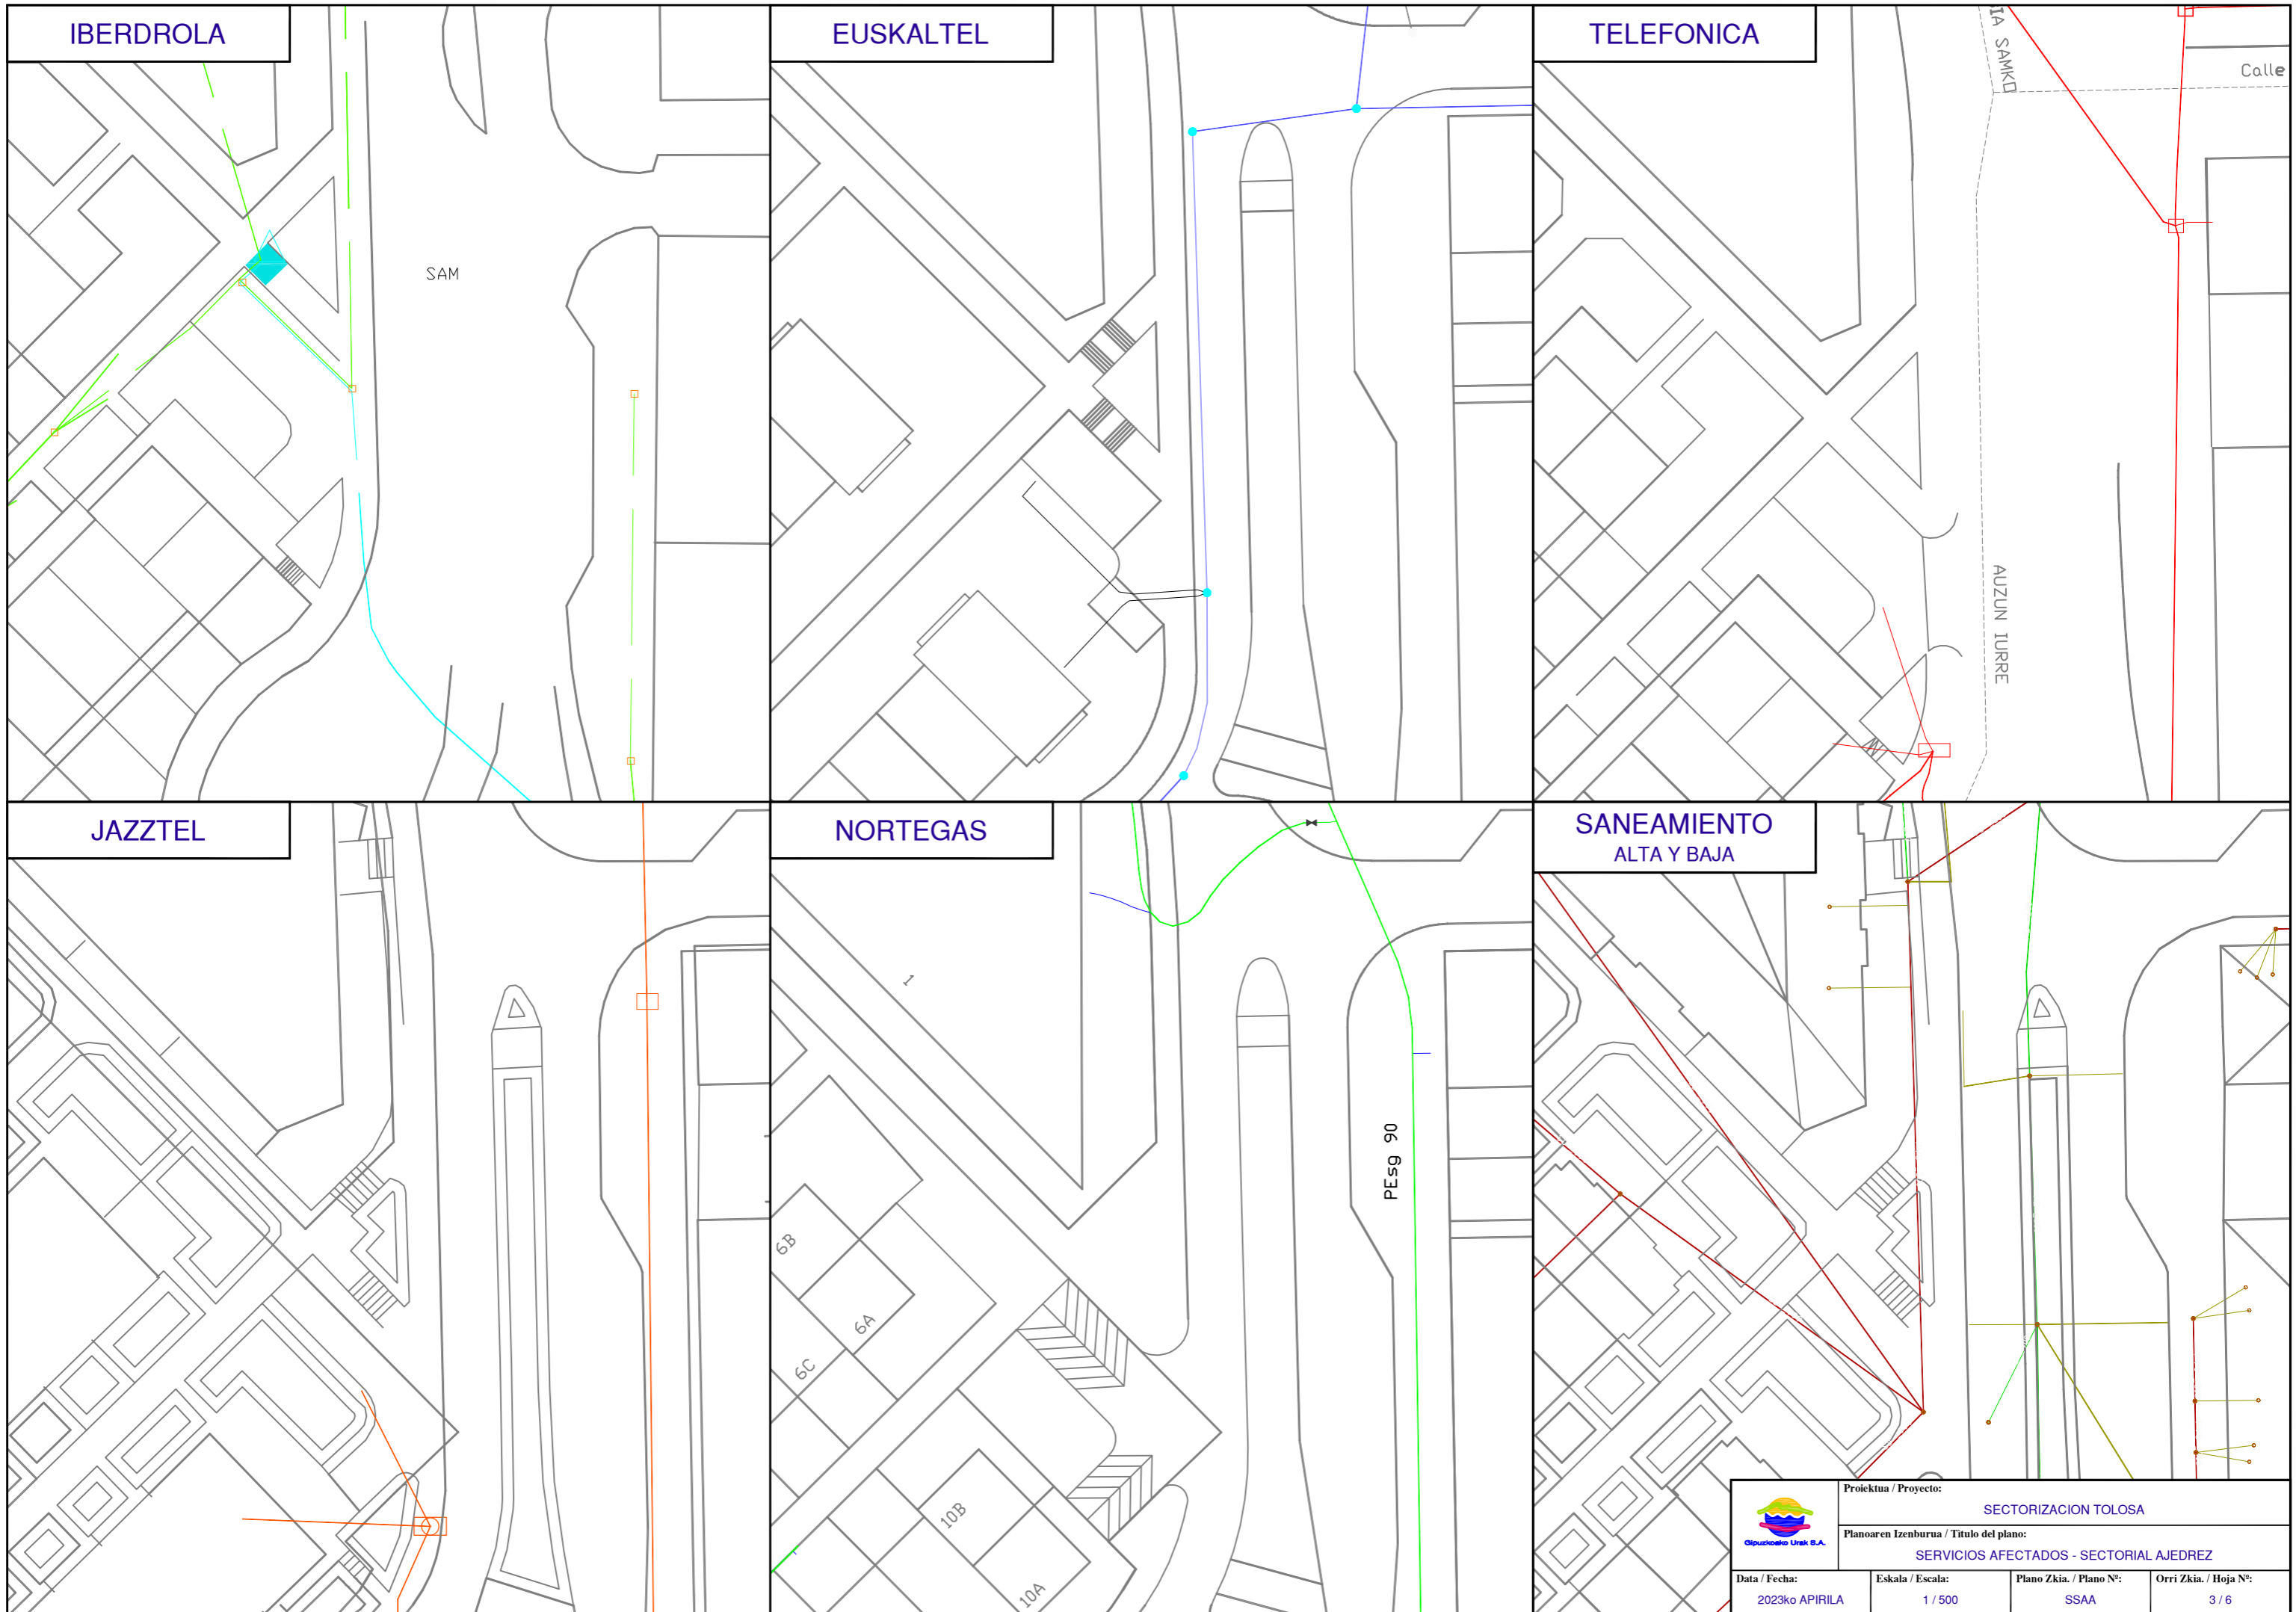 IBERDROLA
SAM
EUSKALTEL
TELEFONICA
IA SAMKO
Calle
AUZUN IURRE
JAZZTEL
NORTEGAS
1
6B
6A
6C
10B
10A
PEsg 90
SANEAMIENTO
ALTA Y BAJA
Gipuzkoako Urak S.A.
Proiektua / Proyecto:
SECTORIZACION TOLOSA
Planoaren Izenburua / Titulo del plano:
SERVICIOS AFECTADOS - SECTORIAL AJEDREZ
Data / Fecha:
2023ko APIRILA
Eskala / Escala:
1 / 500
Plano Zkia. / Plano Nº:
SSAA
Orri Zkia. / Hoja Nº:
3 / 6